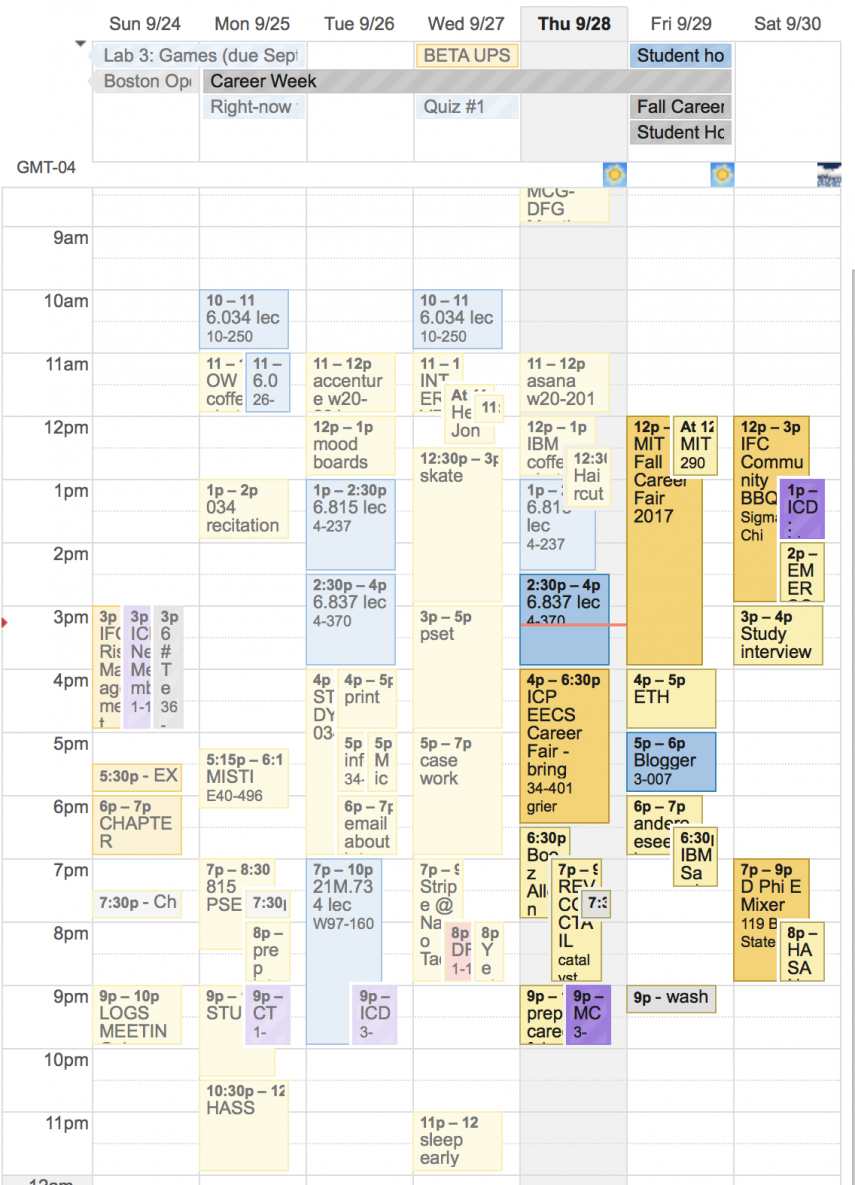 Sun 9/24 Mon 9/25 Tue 9/26 Wed 9/27 Thu 9/28 Fri 9/29 Sat 9/30
Lab 3: Games (due Sept
BETA UPS
Student ho
Boston Ope
Career Week
Right-now
Quiz #1
Fall Career
Student Ho
GMT-04
9am
10am
11am
12pm
1pm
2pm
3pm
4pm
5pm
6pm
7pm
8pm
9pm
10pm
11pm
12am
3p
IFC
Ris
Ma
ag
me
t
3p
ICI
Ne
Me
mb
1-1
3p
6
#
T
e
36
-
5:30p - EX
6p – 7p
CHAPTE
R
7:30p - Ch
9p – 10p
LOGS
MEETIN
10 – 11
6.034 lec
10-250
11 –
OW
coffe
11 –
6.0
26-
1p – 2p
034
recitation
5:15p – 6:1
MISTI
E40-496
7p – 8:30
815
PSE
7:30p
8p –
pre
p
9p –
STU
9p –
CT
1-
10:30p – 12
HASS
11 – 12p
accentur
e w20-
12p – 1p
mood
boards
1p – 2:30p
6.815 lec
4-237
2:30p – 4p
6.837 lec
4-370
4p
ST
DY
03
4p – 5p
print
5p
inf
34-
5p
M
ic
6p – 7p
email
about
7p – 10p
21M.73
4 lec
W97-160
9p –
ICD
3-
10 – 11
6.034 lec
10-250
11 – 1
INT
ER
At 11
He
Jon
11:
12:30p – 3p
skate
3p – 5p
pset
5p – 7p
case
work
7p – 9
Strip
e @
Na
o
Tac
8p
DF
1-1
8p
Y
e
11p – 12
sleep
early
MCG-
DFG
11 – 12p
asana
w20-201
12p – 1p
IBM
coffe
12:30
Hai
rcut
1p – 2
6.815
lec
4-237
2:30p – 4p
6.837 lec
4-370
4p – 6:30p
ICP
EECS
Career
Fair -
bring
34-401
grier
6:30p
Boo
z
All
n
7p – 9
REV
CO
CTA
IL
catal
yst
7:3
9p –
prep
care
9p –
MC
3-
12p –
MIT
Fall
Career
Fair
2017
At 12
MIT
290
4p – 5p
ETH
5p – 6p
Blogger
3-007
6p – 7p
andere
esee
6:30p
IBM
Sa
9p - wash
12p – 3p
IFC
Commu
nity
BBQ
Sigma
Chi
1p –
ICD
:
2p –
EM
ER
3p – 4p
Study
interview
7p – 9p
D Phi E
Mixer
119 B
State
8p –
HA
SA